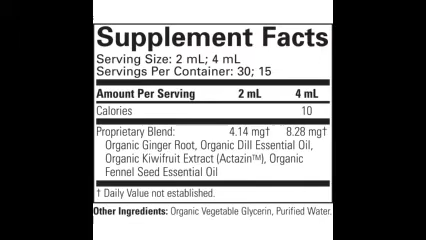 Supplement Facts
Serving Size: 2 mL; 4 mL
Servings Per Container: 30; 15
Amount Per Serving 2 mL 4 mL
Calories 10
Proprietary Blend: 4.14 mg† 8.28 mg†
Organic Ginger Root, Organic Dill Essential Oil,
Organic Kiwifruit Extract (Actazin™), Organic
Fennel Seed Essential Oil
† Daily Value not established.
Other Ingredients: Organic Vegetable Glycerin, Purified Water.